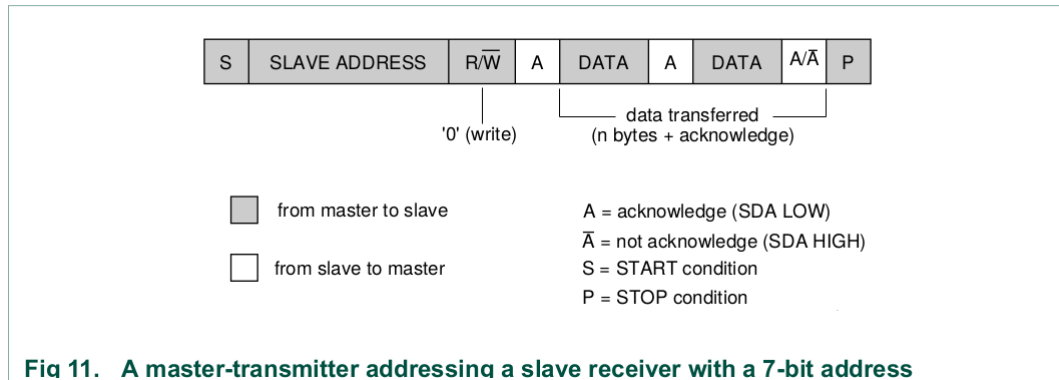 S SLAVE ADDRESS R/W̅ A DATA A DATA A/A̅ P
data transferred
'0' (write) (n bytes + acknowledge)
from master to slave
from slave to master
A = acknowledge (SDA LOW)
A̅ = not acknowledge (SDA HIGH)
S = START condition
P = STOP condition
Fig 11. A master-transmitter addressing a slave receiver with a 7-bit address